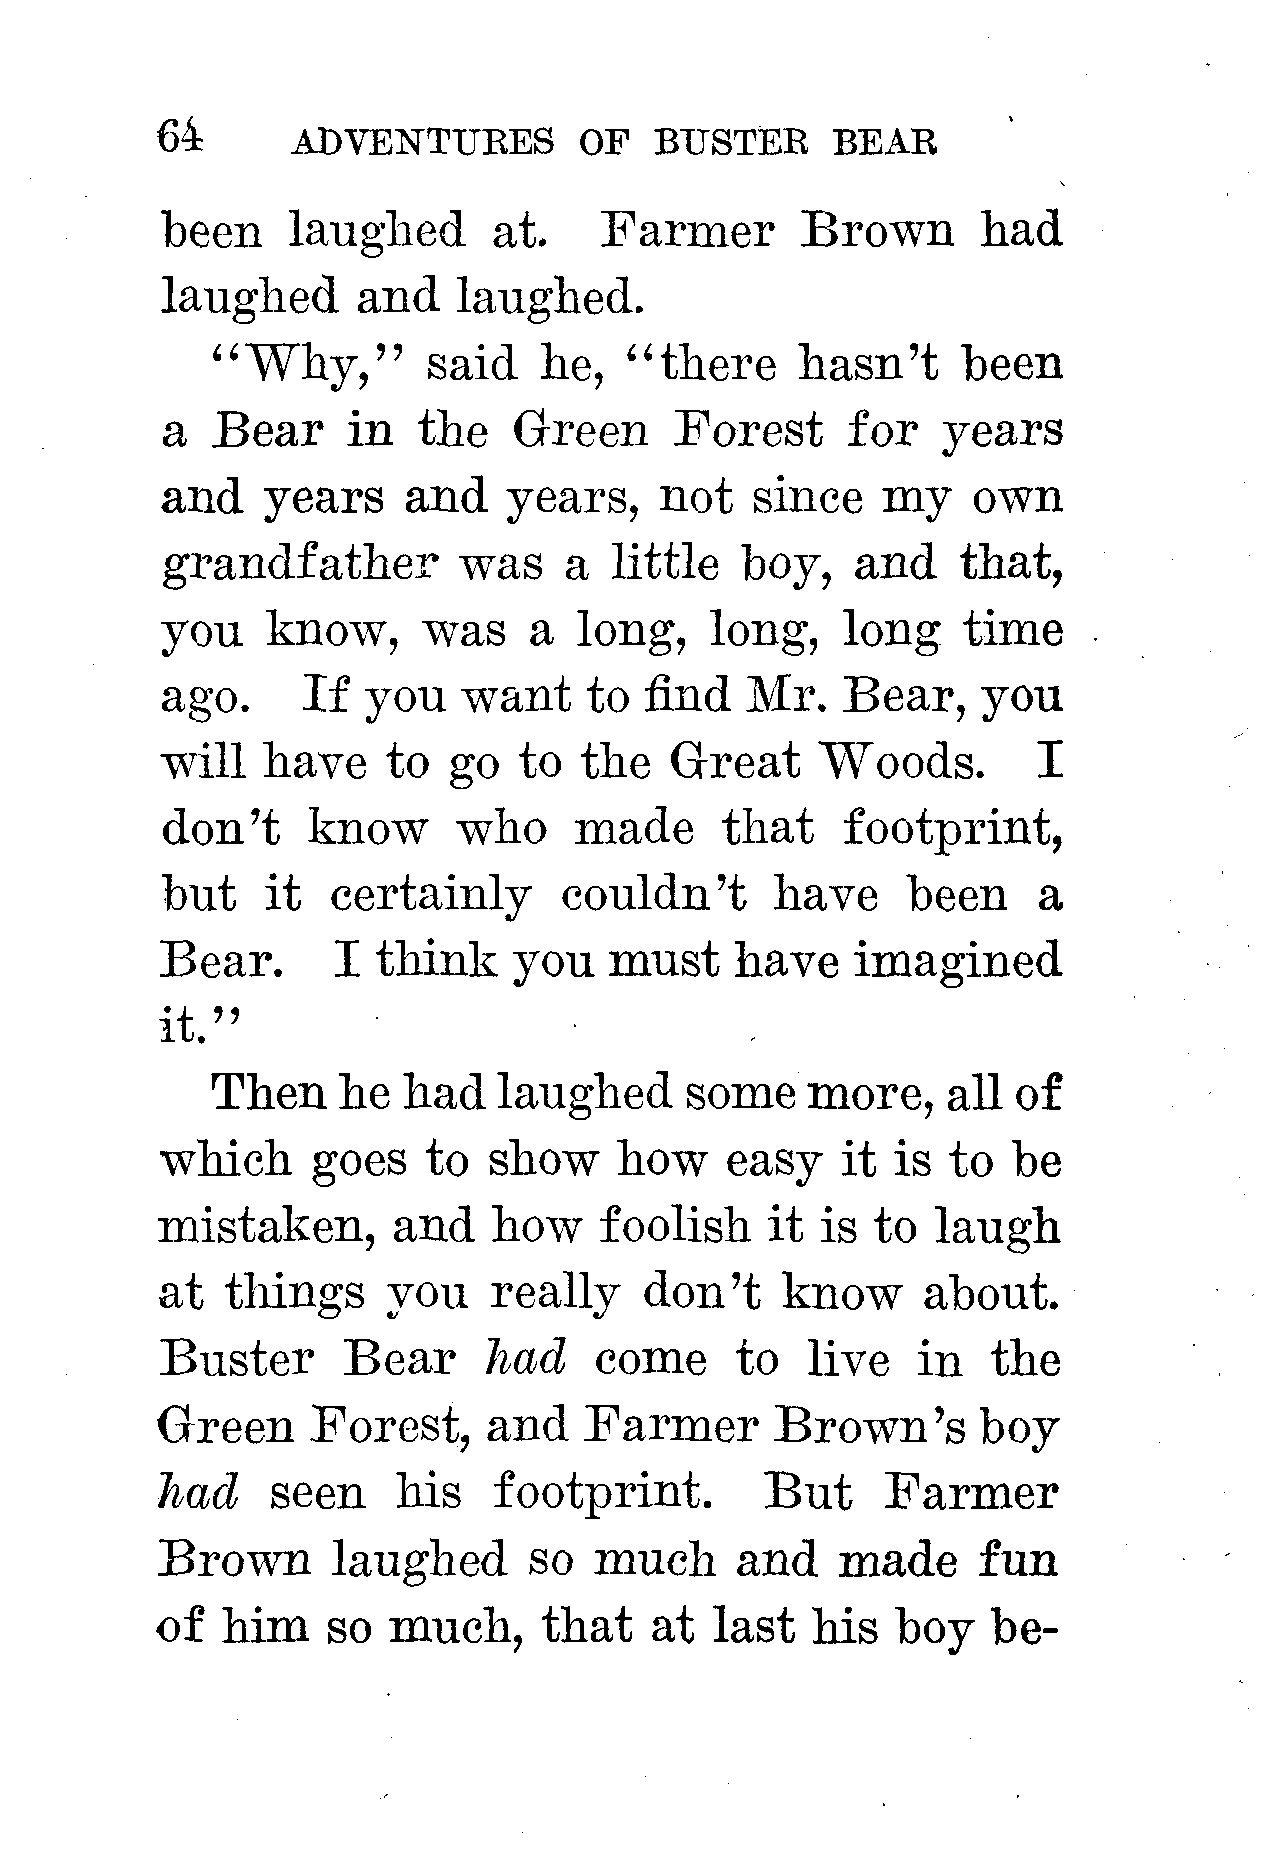 64 ADVENTURES OF BUSTER BEAR
been laughed at. Farmer Brown had
laughed and laughed.
“Why,” said he, “there hasn’t been
a Bear in the Green Forest for years
and years and years, not since my own
grandfather was a little boy, and that,
you know, was a long, long, long time
ago. If you want to find Mr. Bear, you
will have to go to the Great Woods. I
don’t know who made that footprint,
but it certainly couldn’t have been a
Bear. I think you must have imagined
it.”
Then he had laughed some more, all of
which goes to show how easy it is to be
mistaken, and how foolish it is to laugh
at things you really don’t know about.
Buster Bear had come to live in the
Green Forest, and Farmer Brown’s boy
had seen his footprint. But Farmer
Brown laughed so much and made fun
of him so much, that at last his boy be-